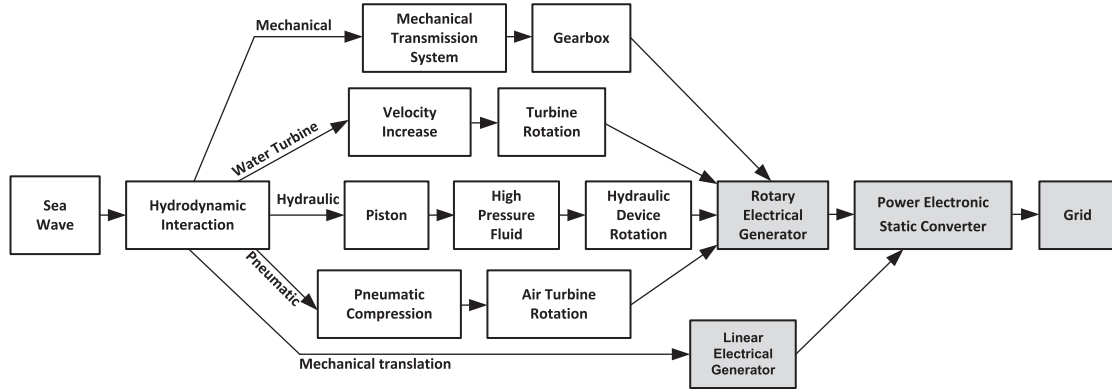 Mechanical
Mechanical
Transmission
System
Gearbox
Water Turbine
Velocity
Increase
Turbine
Rotation
Sea
Wave
Hydrodynamic
Interaction
Hydraulic
Piston
High
Pressure
Fluid
Hydraulic
Device
Rotation
Rotary
Electrical
Generator
Power Electronic
Static Converter
Grid
Pneumatic
Pneumatic
Compression
Air Turbine
Rotation
Mechanical translation
Linear
Electrical
Generator